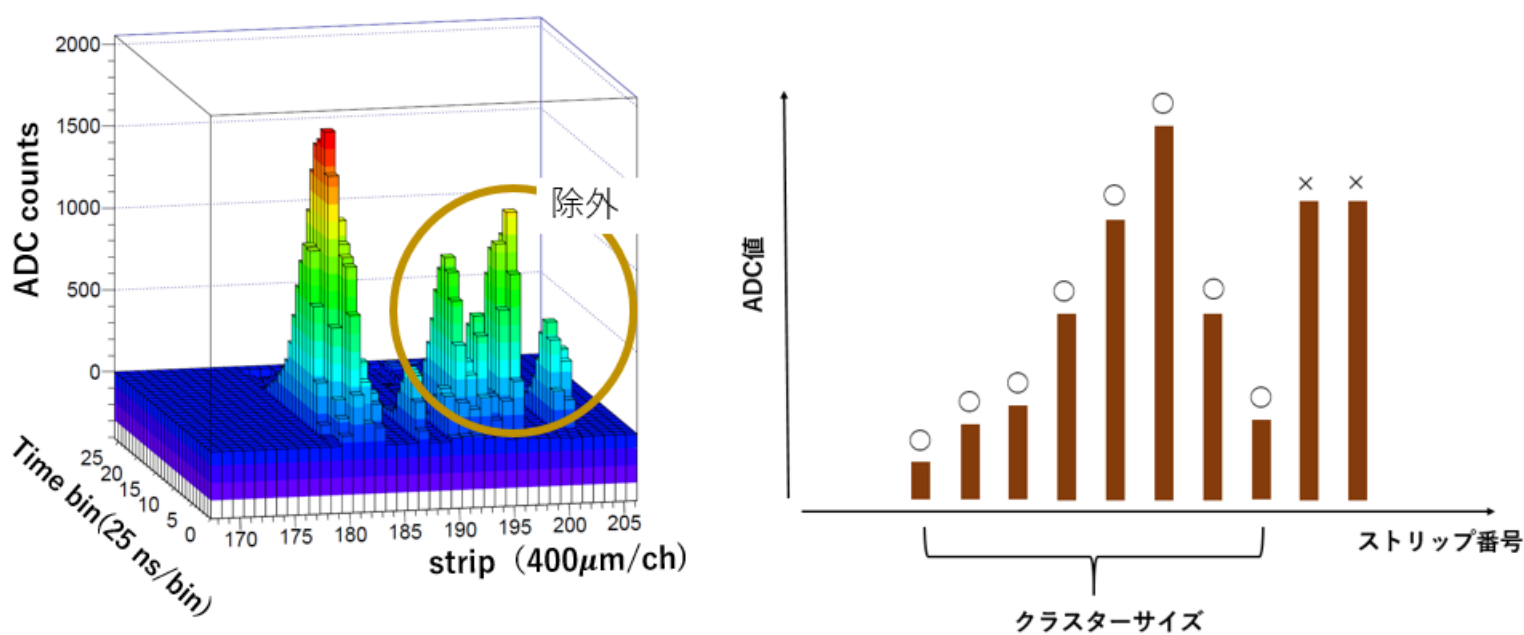 ADC counts
2000
1500
1000
500
0
除外
25
20
15
10
5
0
Time bin(25 ns/bin)
170 175 180 185 190 195 200 205
strip（400μm/ch）
ADC値
○ ○ ○ ○ ○ ○ ○ ○ × ×
ストリップ番号
クラスターサイズ